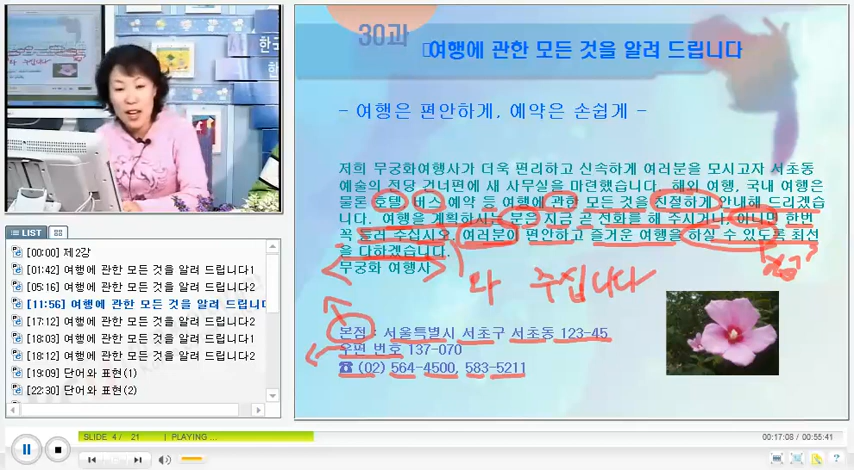 한국
한
30과
여행에 관한 모든 것을 알려 드립니다
– 여행은 편안하게, 예약은 손쉽게 –
저희 무궁화여행사가 더욱 편리하고 신속하게 여러분을 모시고자 서초동
예술의 전당 건너편에 새 사무실을 마련했습니다. 해외 여행, 국내 여행은
물론 호텔, 버스 예약 등 여행에 관한 모든 것을 친절하게 안내해 드리겠습
니다. 여행을 계획하시는 분은 지금 곧 전화를 해 주시거나, 아니면 한번
꼭 들러 주십시오. 여러분이 편안하고 즐거운 여행을 하실 수 있도록 최선
을 다하겠습니다.
무궁화 여행사
와 주십니다
본점 : 서울특별시 서초구 서초동 123-45
우편 번호 137-070
☎ (02) 564-4500, 583-5211
LIST
[00:00] 제2강
[01:42] 여행에 관한 모든 것을 알려 드립니다1
[05:16] 여행에 관한 모든 것을 알려 드립니다2
[11:56] 여행에 관한 모든 것을 알려 드립니다1
[17:12] 여행에 관한 모든 것을 알려 드립니다2
[18:03] 여행에 관한 모든 것을 알려 드립니다1
[18:12] 여행에 관한 모든 것을 알려 드립니다2
[19:09] 단어와 표현(1)
[22:30] 단어와 표현(2)
SLIDE 4 / 21 | PLAYING ...
00:17:08 / 00:55:41